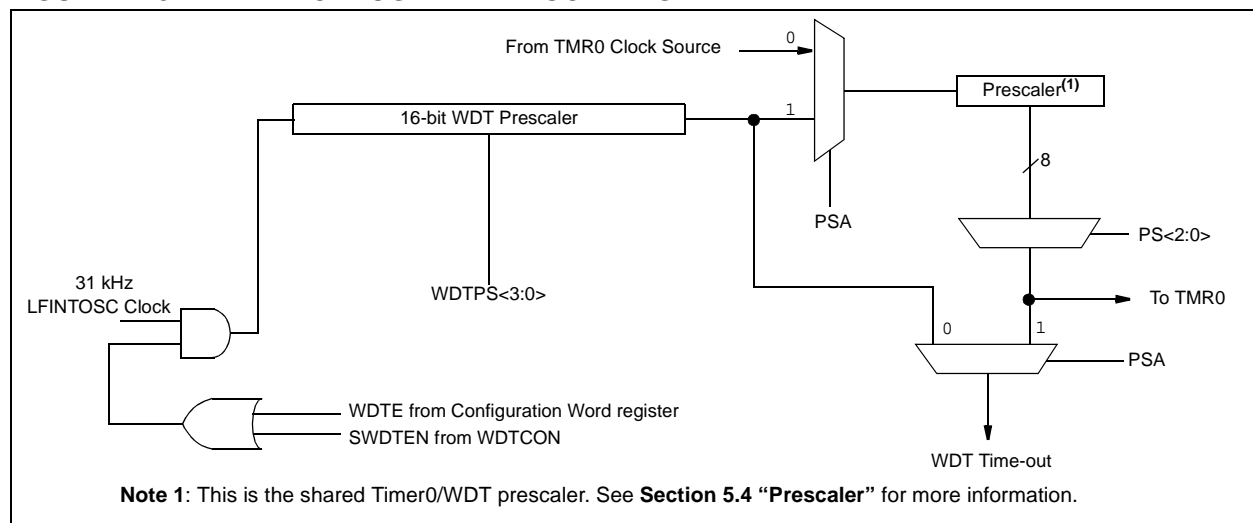 From TMR0 Clock Source
0
Prescaler(1)
16-bit WDT Prescaler
1
8
PSA
PS<2:0>
31 kHz
LFINTOSC Clock
WDTPS<3:0>
To TMR0
0
1
PSA
WDTE from Configuration Word register
SWDTEN from WDTCON
WDT Time-out
Note 1: This is the shared Timer0/WDT prescaler. See Section 5.4 “Prescaler” for more information.